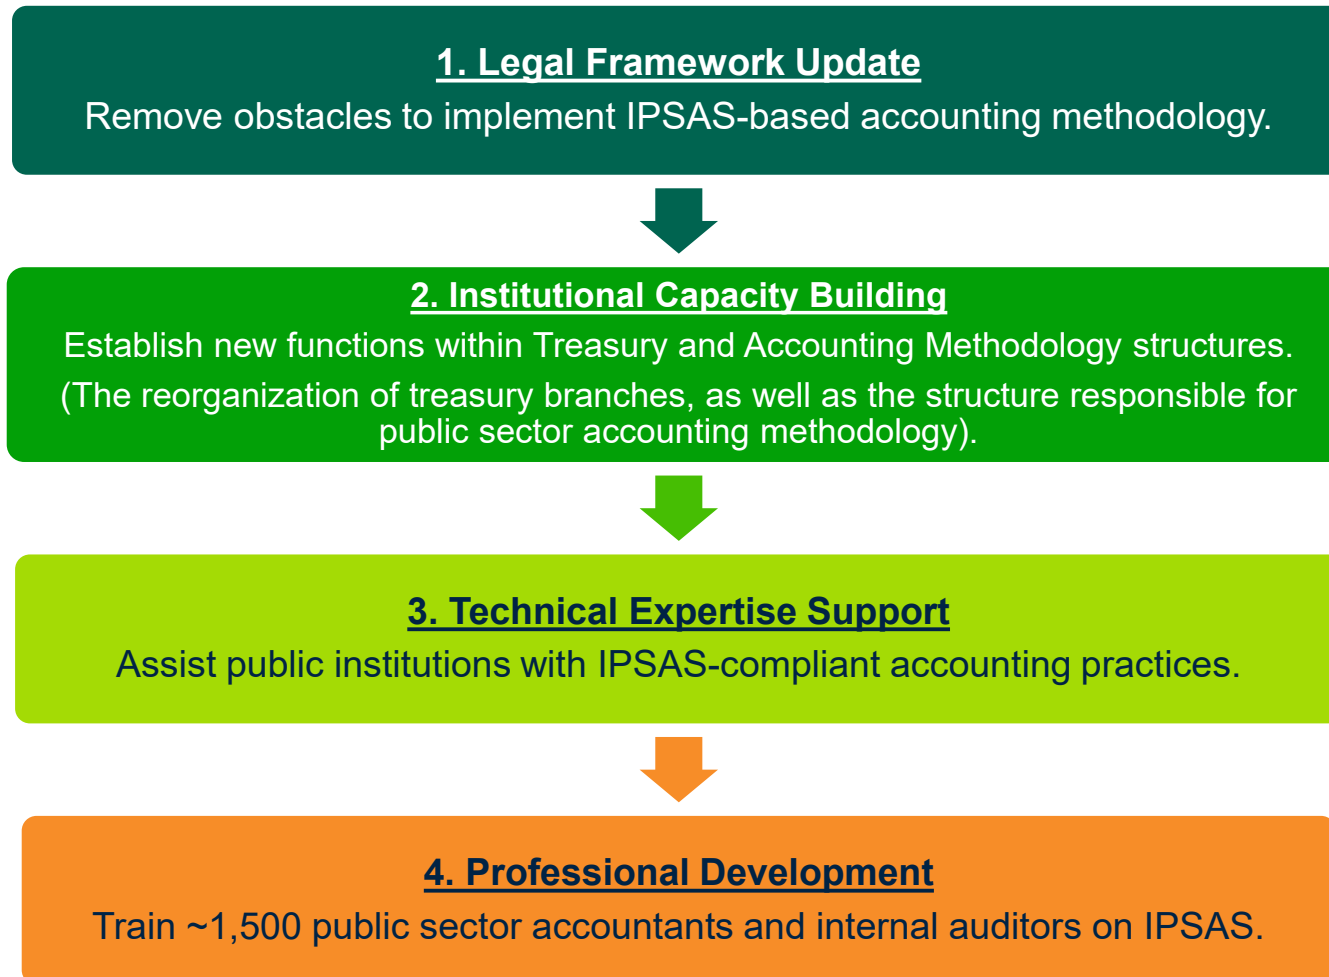 1. Legal Framework Update
Remove obstacles to implement IPSAS-based accounting methodology.
2. Institutional Capacity Building
Establish new functions within Treasury and Accounting Methodology structures.
(The reorganization of treasury branches, as well as the structure responsible for
public sector accounting methodology).
3. Technical Expertise Support
Assist public institutions with IPSAS-compliant accounting practices.
4. Professional Development
Train ~1,500 public sector accountants and internal auditors on IPSAS.